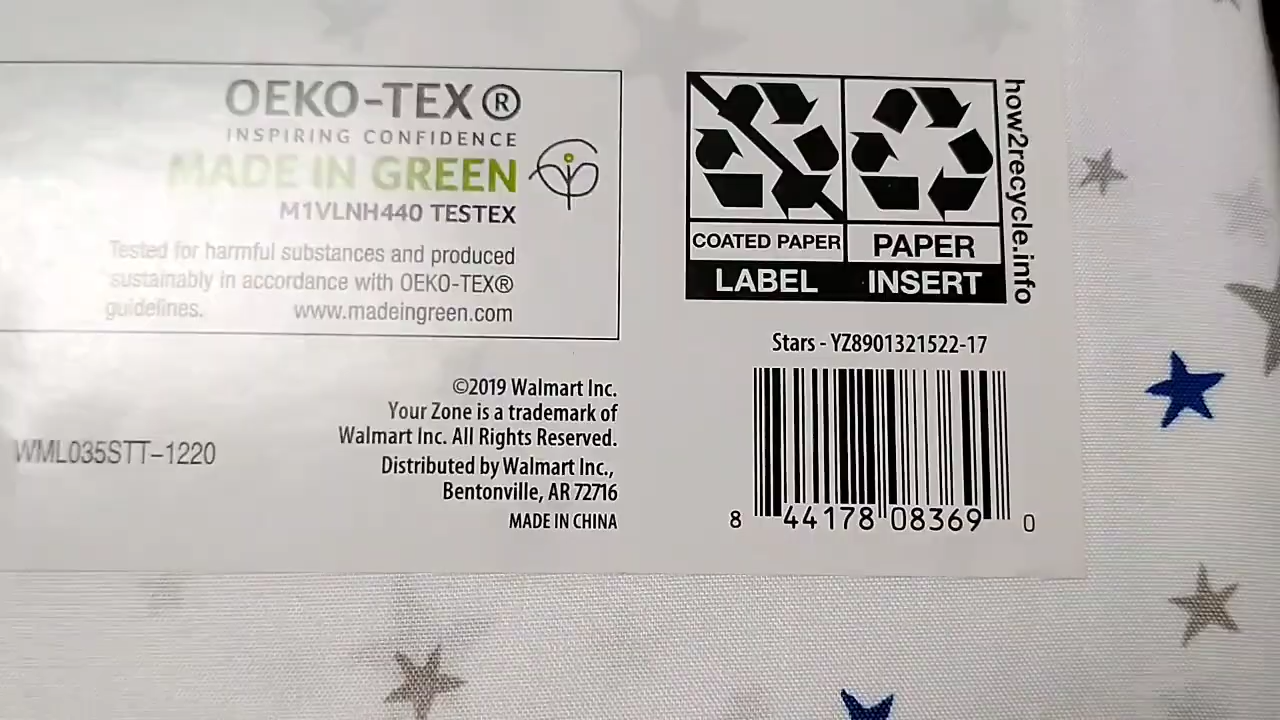 OEKO-TEX®
INSPIRING CONFIDENCE
MADE IN GREEN
M1VLNH440 TESTEX
Tested for harmful substances and produced
sustainably in accordance with OEKO-TEX®
guidelines. www.madeingreen.com
COATED PAPER
LABEL
PAPER
INSERT
how2recycle.info
Stars - YZ8901321522-17
8 44178 08369 0
©2019 Walmart Inc.
Your Zone is a trademark of
Walmart Inc. All Rights Reserved.
Distributed by Walmart Inc.,
Bentonville, AR 72716
MADE IN CHINA
WML035STT-1220